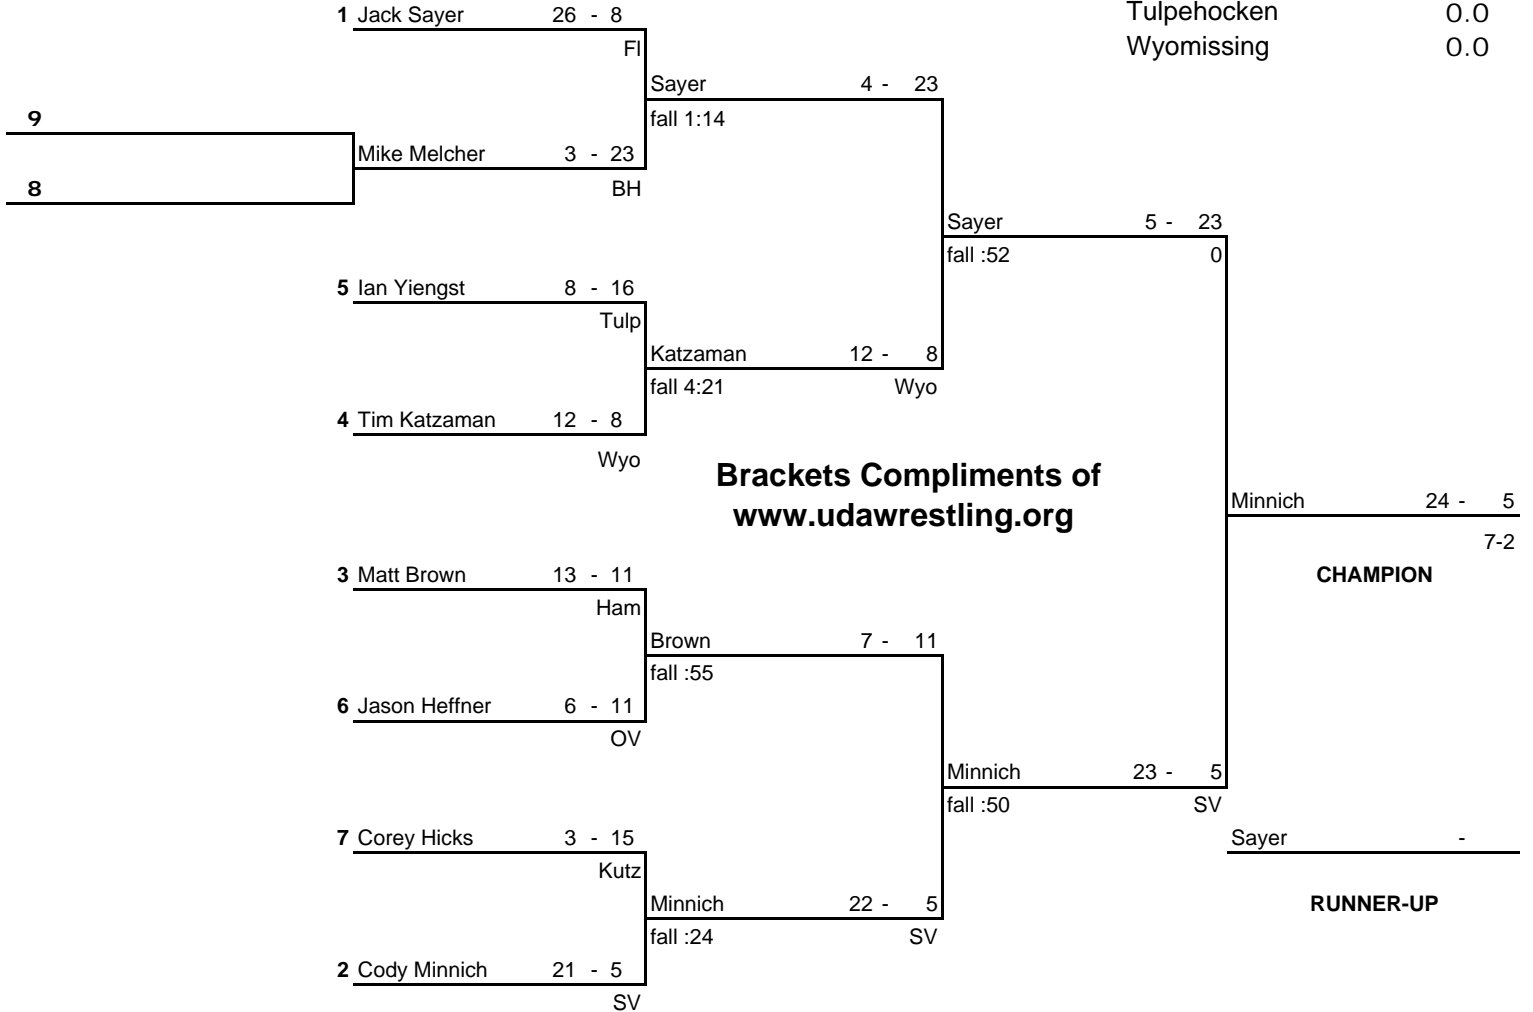 1 Jack Sayer 26 - 8
Tulpehocken 0.0
Fl
Wyomissing 0.0
Sayer 4 - 23
9
fall 1:14
Mike Melcher 3 - 23
8
BH
Sayer 5 - 23
fall :52 0
5 Ian Yiengst 8 - 16
Tulp
Katzaman 12 - 8
fall 4:21 Wyo
4 Tim Katzaman 12 - 8
Wyo
Brackets Compliments of
www.udawrestling.org
Minnich 24 - 5
7-2
3 Matt Brown 13 - 11
CHAMPION
Ham
Brown 7 - 11
fall :55
6 Jason Heffner 6 - 11
OV
Minnich 23 - 5
fall :50 SV
7 Corey Hicks 3 - 15
Sayer -
Kutz
Minnich 22 - 5
RUNNER-UP
fall :24 SV
2 Cody Minnich 21 - 5
SV